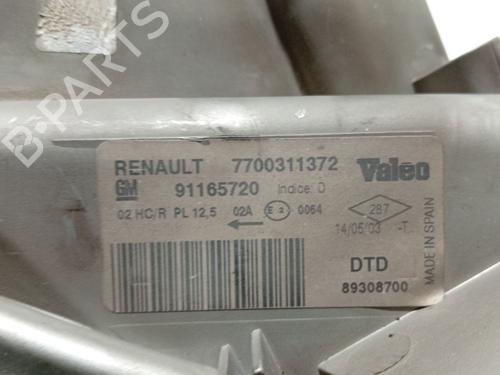 B-PARTS
RENAULT 7700311372 Valeo
GM 91165720 Indice: D
02 HC/R PL 12,5 02A E2 0064 287
14/05/03 -T-
MADE IN SPAIN
DTD
89308700